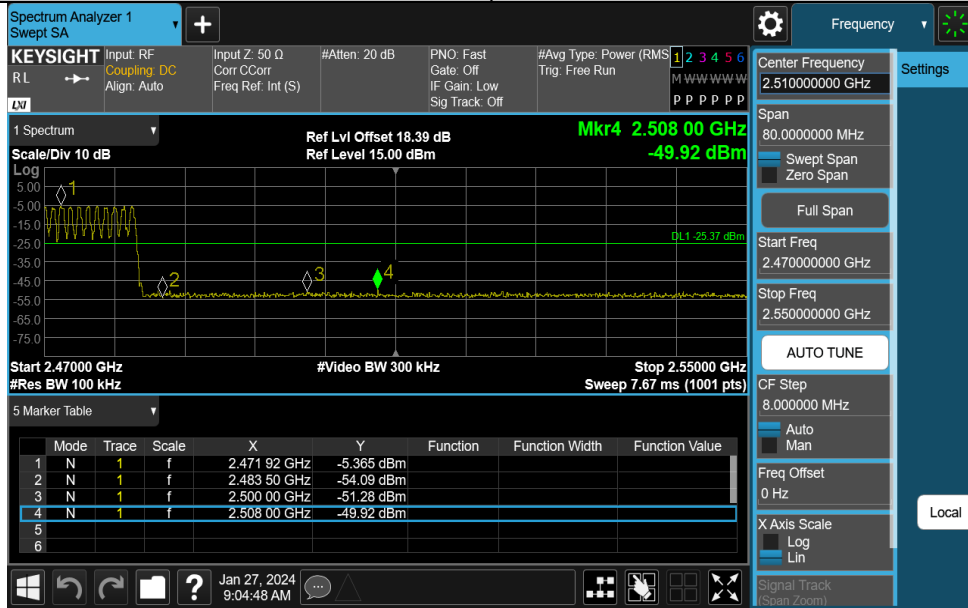 Spectrum Analyzer 1
Swept SA
Frequency
KEYSIGHT
RL
LXI
Input: RF
Coupling: DC
Align: Auto
Input Z: 50 Ω
Corr CCorr
Freq Ref: Int (S)
#Atten: 20 dB
PNO: Fast
Gate: Off
IF Gain: Low
Sig Track: Off
#Avg Type: Power (RMS
Trig: Free Run
1 2 3 4 5 6
M W W W W W
P P P P P P
1 Spectrum
Scale/Div 10 dB
Ref Lvl Offset 18.39 dB
Ref Level 15.00 dBm
Mkr4 2.508 00 GHz
-49.92 dBm
Log
5.00
-5.00
-15.0
-25.0
-35.0
-45.0
-55.0
-65.0
-75.0
1
2
3
4
DL1 -25.37 dBm
Start 2.47000 GHz
#Res BW 100 kHz
#Video BW 300 kHz
Stop 2.55000 GHz
Sweep 7.67 ms (1001 pts)
5 Marker Table
Mode Trace Scale X Y Function Function Width Function Value
1 N 1 f 2.471 92 GHz -5.365 dBm
2 N 1 f 2.483 50 GHz -54.09 dBm
3 N 1 f 2.500 00 GHz -51.28 dBm
4 N 1 f 2.508 00 GHz -49.92 dBm
5
6
?
Jan 27, 2024
9:04:48 AM
Center Frequency
2.510000000 GHz
Span
80.0000000 MHz
Swept Span
Zero Span
Full Span
Start Freq
2.470000000 GHz
Stop Freq
2.550000000 GHz
AUTO TUNE
CF Step
8.000000 MHz
Auto
Man
Freq Offset
0 Hz
X Axis Scale
Log
Lin
Signal Track
(Span Zoom)
Settings
Local